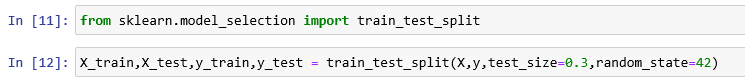 In [11]: from sklearn.model_selection import train_test_split
In [12]: X_train,X_test,y_train,y_test = train_test_split(X,y,test_size=0.3,random_state=42)